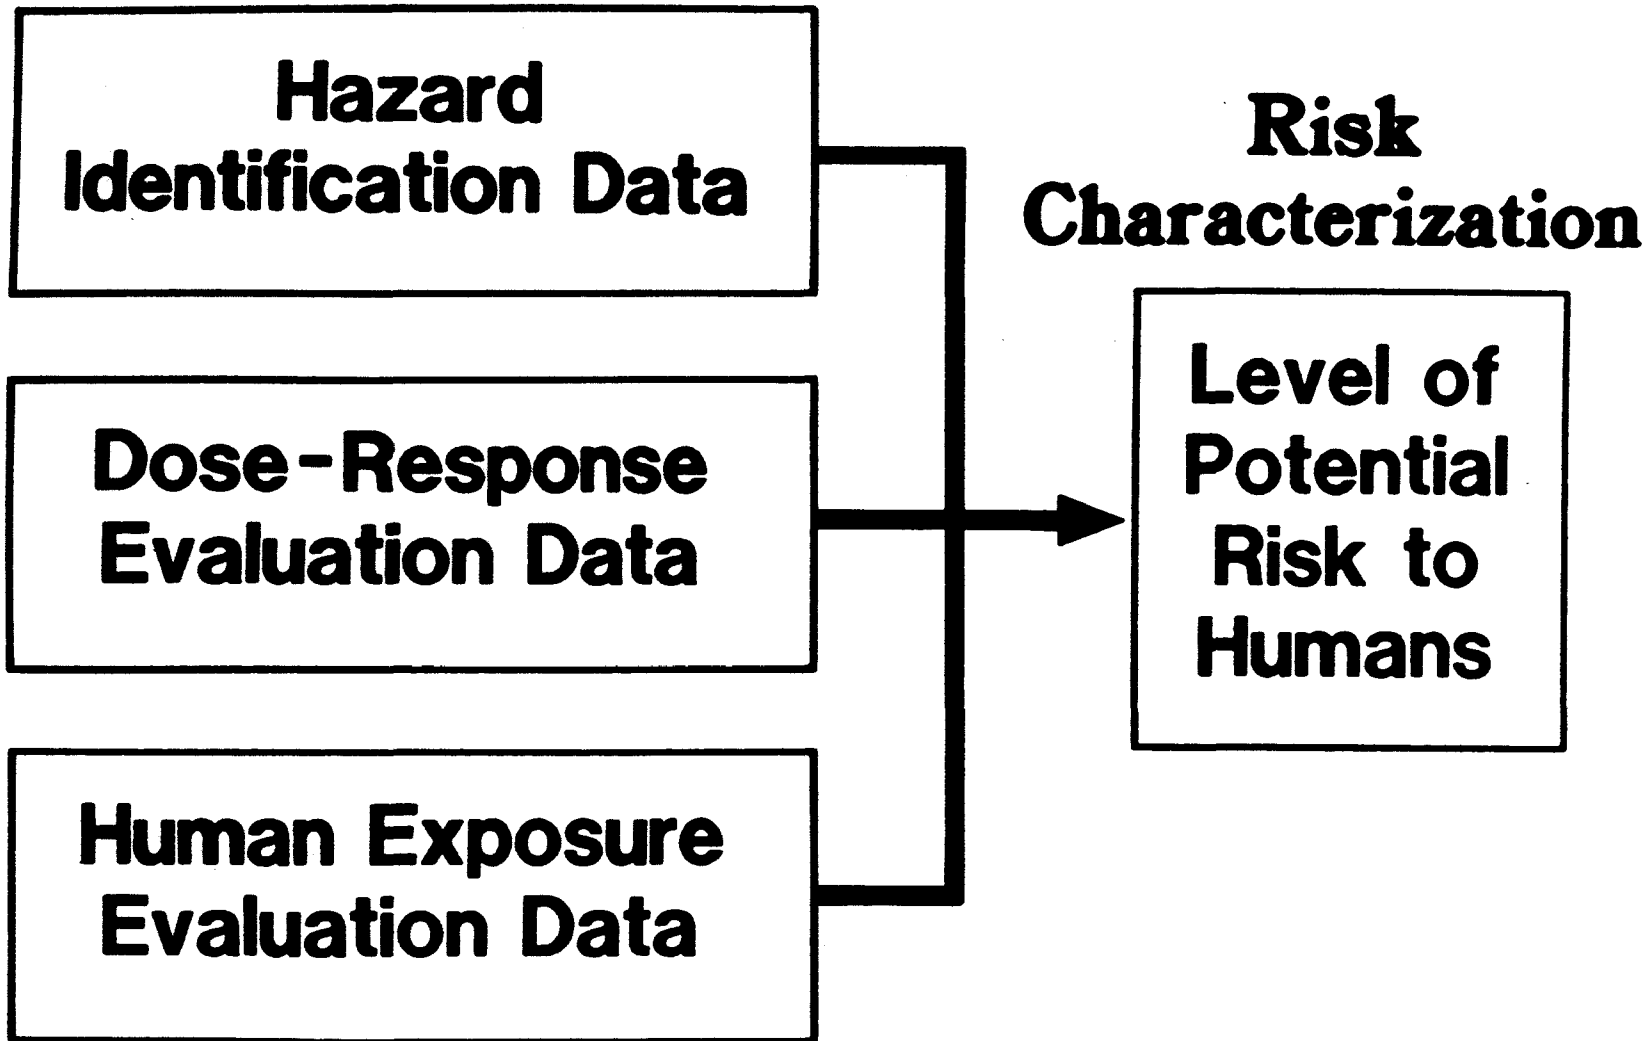 Hazard
Identification Data
Dose-Response
Evaluation Data
Human Exposure
Evaluation Data
Risk
Characterization
Level of
Potential
Risk to
Humans